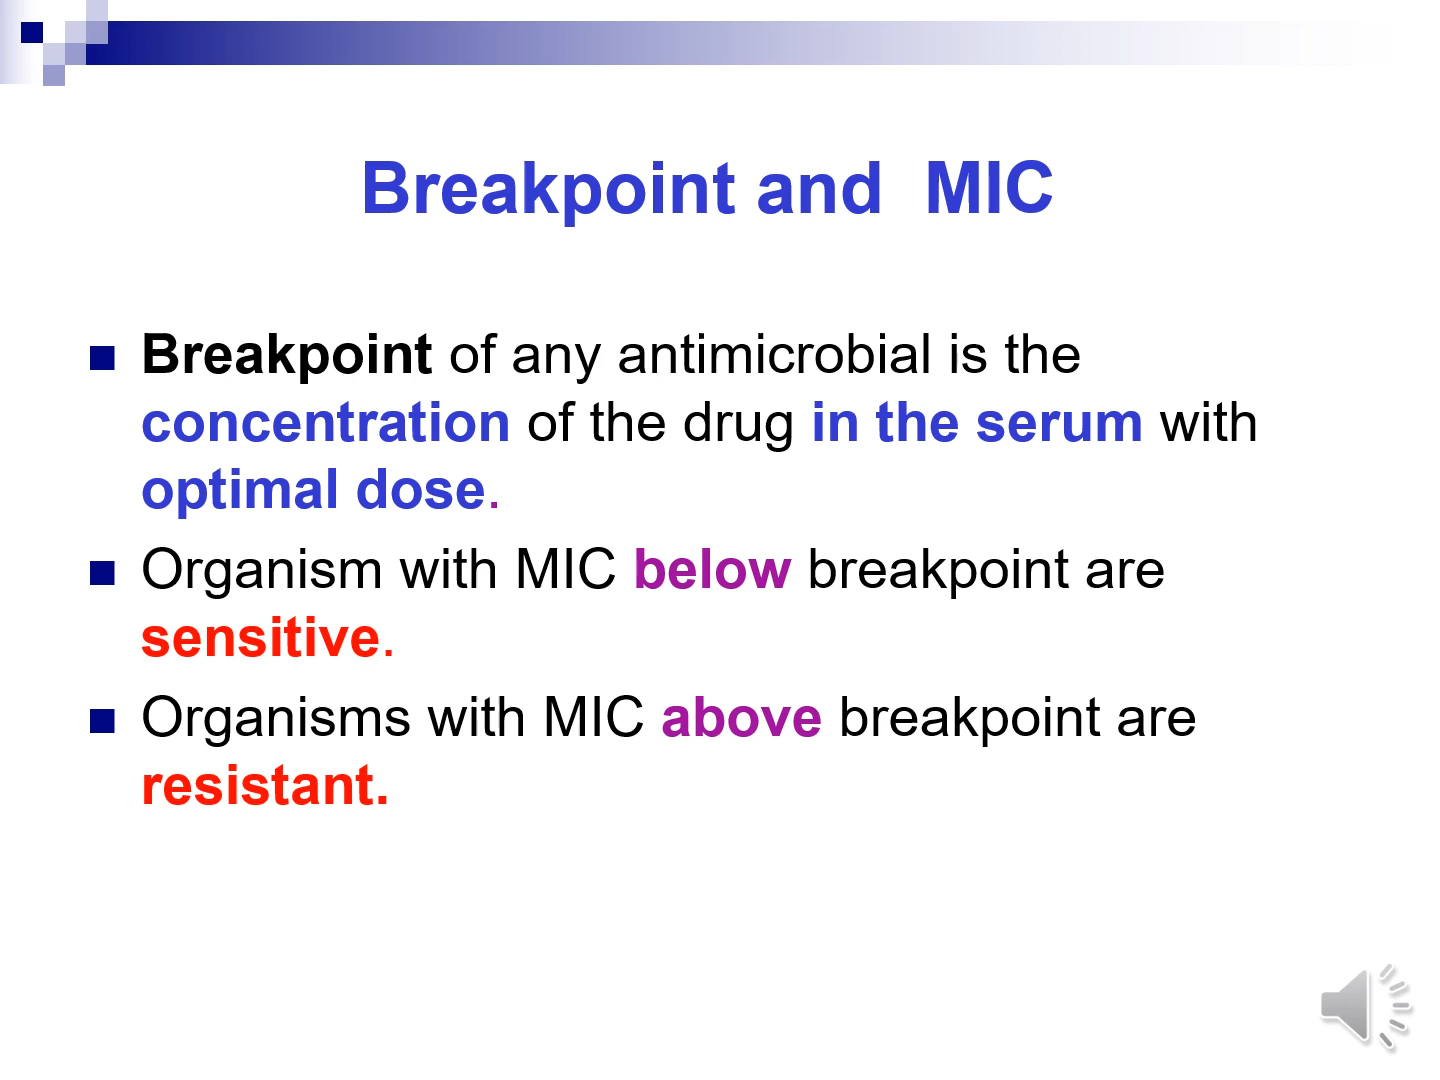 Breakpoint and  MIC
Breakpoint of any antimicrobial is the
concentration of the drug in the serum with
optimal dose.
Organism with MIC below breakpoint are
sensitive.
Organisms with MIC above breakpoint are
resistant.